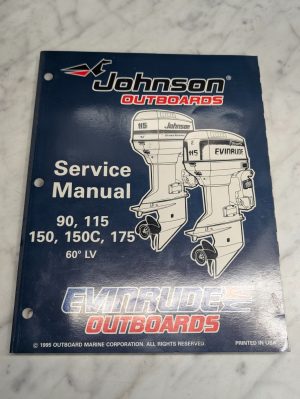 Johnson
OUTBOARDS
Service
Manual
90, 115
150, 150C, 175
60° LV
115
Johnson
115
EVINRUDE
EVINRUDE
OUTBOARDS
© 1995 OUTBOARD MARINE CORPORATION, ALL RIGHTS RESERVED.
PRINTED IN USA